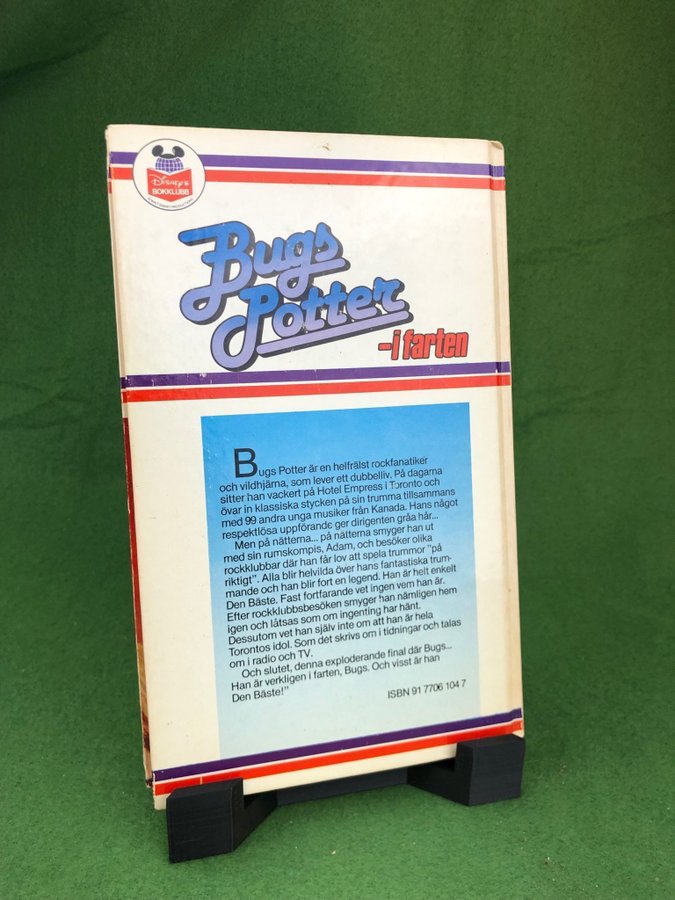 DISNEY'S
BOKKLUBB
Bugs
Potter
--i farten
Bugs Potter är en helfrälst rockfanatiker
och vildhjärna, som lever ett dubbelliv. På dagarna
sitter han vackert på Hotel Empress i Toronto och
övar in klassiska stycken på sin trumma tillsammans
med 99 andra unga musiker från Kanada. Hans något
respektlösa uppförande ger dirigenten gråa hår...
Men på nätterna... på nätterna smyger han ut
med sin rumskompis, Adam, och besöker olika
rockklubbar där han får lov att spela trummor "på
riktigt". Alla blir helvilda över hans fantastiska trum-
mande och han blir fort en legend. Han är helt enkelt
Den Bäste. Fast fortfarande vet ingen vem han är.
Efter rockklubbsbesöken smyger han nämligen hem
igen och låtsas som om ingenting har hänt.
Dessutom vet han själv inte om att han är hela
Torontos idol. Som det skrivs om i tidningar och talas
om i radio och TV.
Och slutet, denna exploderande final där Bugs...
Han är verkligen i farten, Bugs. Och visst är han
Den Bäste!"
ISBN 91 7706 104 7